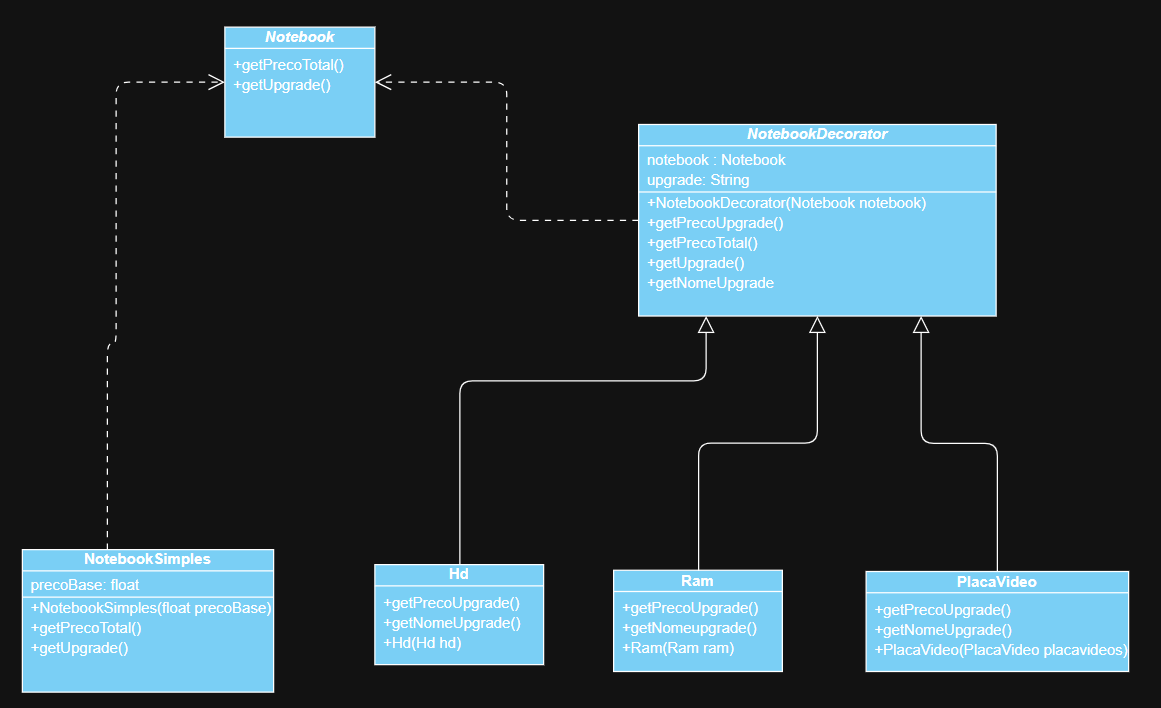 Notebook
+getPrecoTotal()
+getUpgrade()
NotebookDecorator
notebook : Notebook
upgrade: String
+NotebookDecorator(Notebook notebook)
+getPrecoUpgrade()
+getPrecoTotal()
+getUpgrade()
+getNomeUpgrade
NotebookSimples
precoBase: float
+NotebookSimples(float precoBase)
+getPrecoTotal()
+getUpgrade()
Hd
+getPrecoUpgrade()
+getNomeUpgrade()
+Hd(Hd hd)
Ram
+getPrecoUpgrade()
+getNomeupgrade()
+Ram(Ram ram)
PlacaVideo
+getPrecoUpgrade()
+getNomeUpgrade()
+PlacaVideo(PlacaVideo placavideos)